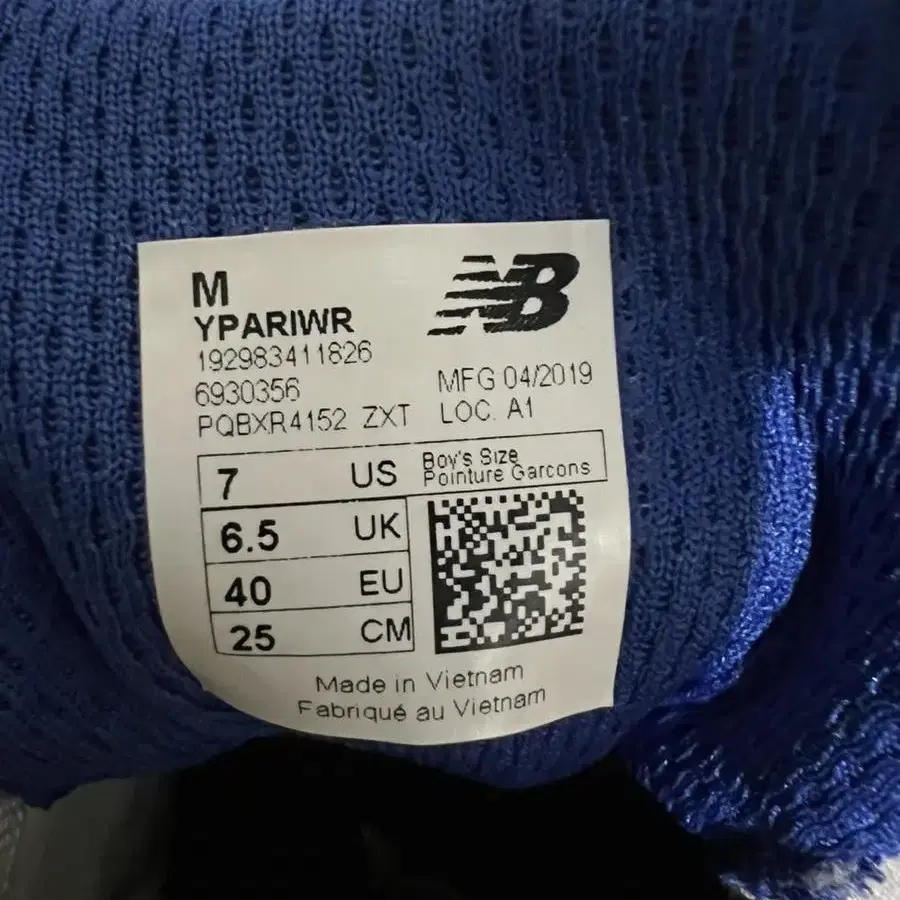 M
NB
YPARIWR
192983411826
6930356
MFG 04/2019
PQBXR4152 ZXT
LOC. A1
7 US
Boy's Size
Pointure Garcons
6.5 UK
40 EU
25 CM
Made in Vietnam
Fabriqué au Vietnam